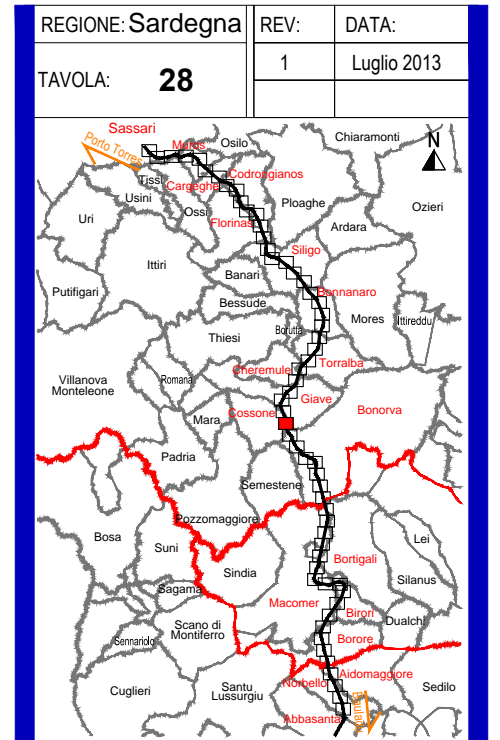 REGIONE: Sardegna REV: DATA:
TAVOLA: 28 1 Luglio 2013
Sassari
Porto Torres
Muros
Osilo
Chiaramonti
N
Tissi
Cargeghe
Codrongianos
Usini
Ossi
Ploaghe
Ozieri
Uri
Florinas
Ardara
Siligo
Ittiri
Banari
Putifigari
Bonnanaro
Bessude
Mores
Ittireddu
Thiesi
Borutta
Torralba
Cheremule
Villanova
Monteleone
Romana
Giave
Cossone
Bonorva
Mara
Padria
Semestene
Pozzomaggiore
Bosa
Suni
Lei
Bortigali
Sindia
Silanus
Sagama
Macomer
Birori
Scano di
Montiferro
Dualchi
Sennariolo
Borore
Aidomaggiore
Norbello
Cuglieri
Santu
Lussurgiu
Sedilo
Abbasanta